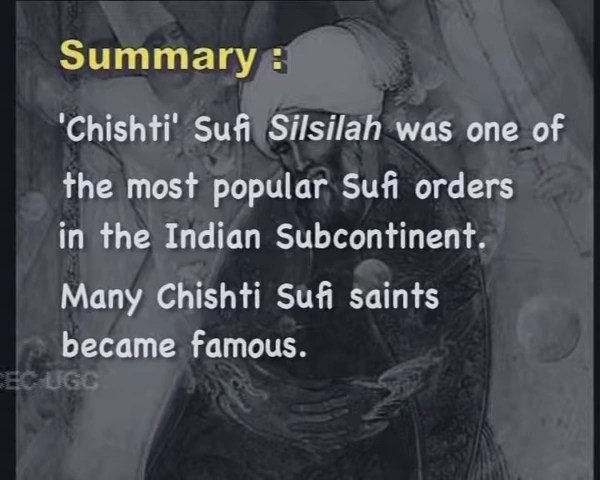 Summary :
'Chishti' Sufi Silsilah was one of
the most popular Sufi orders
in the Indian Subcontinent.
Many Chishti Sufi saints
became famous.
CEC-UGC